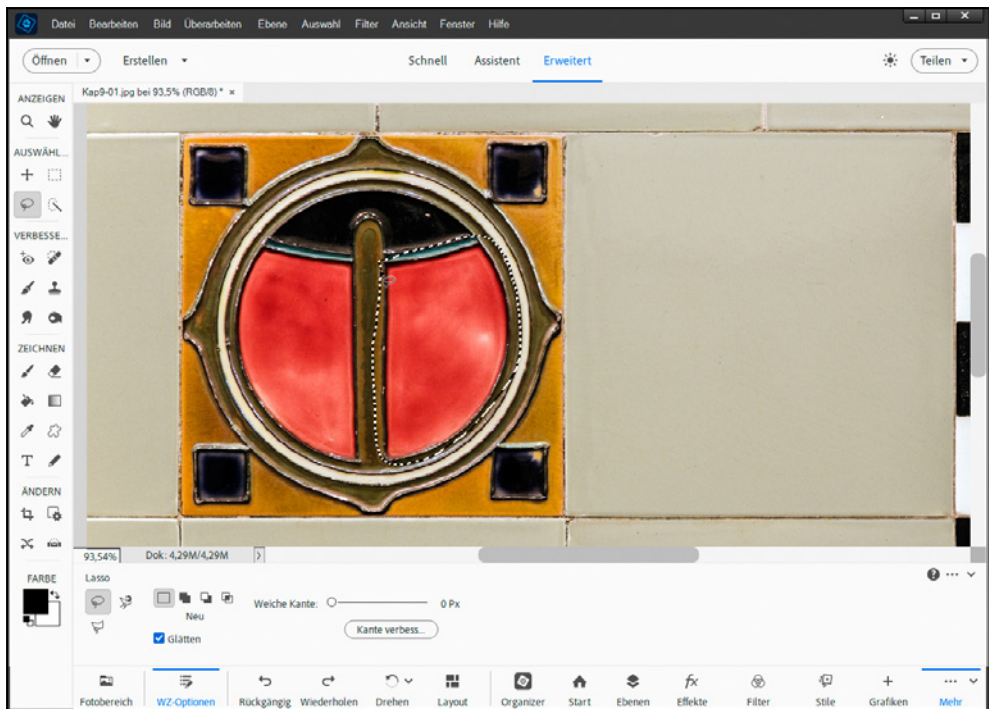 Datei Bearbeiten Bild Überarbeiten Ebene Auswahl Filter Ansicht Fenster Hilfe
Öffnen Erstellen Schnell Assistent Erweitert Teilen
ANZEIGEN
Kap9-01.jpg bei 93,5% (RGB/8) * ×
AUSWÄHL...
VERBESSE...
ZEICHNEN
T
ÄNDERN
93,54% Dok: 4,29M/4,29M
FARBE
Lasso
Weiche Kante: 0 Px
Neu
Kante verbess...
Glätten
Fotobereich WZ-Optionen Rückgängig Wiederholen Drehen Layout Organizer Start Ebenen Effekte Filter Stile Grafiken Mehr